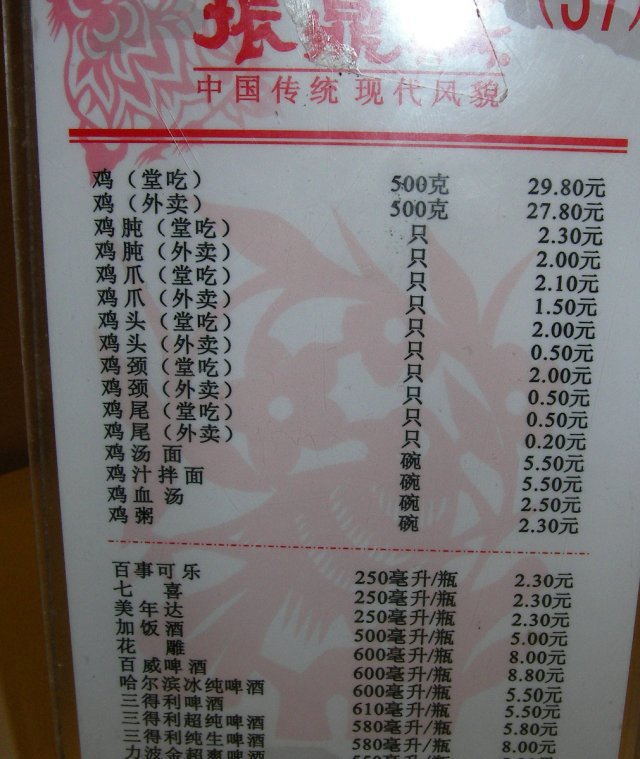 振鼎
(37)
中国传统 现代风貌
鸡（堂吃） 500克 29.80元
鸡（外卖） 500克 27.80元
鸡肫（堂吃） 只 2.30元
鸡肫（外卖） 只 2.00元
鸡爪（堂吃） 只 2.10元
鸡爪（外卖） 只 1.50元
鸡头（堂吃） 只 2.00元
鸡头（外卖） 只 0.50元
鸡颈（堂吃） 只 2.00元
鸡颈（外卖） 只 0.50元
鸡尾（堂吃） 只 0.50元
鸡尾（外卖） 只 0.20元
鸡汤面 碗 5.50元
鸡汁拌面 碗 5.50元
鸡血汤 碗 2.50元
鸡粥 碗 2.30元
百事可乐 250毫升/瓶 2.30元
七喜 250毫升/瓶 2.30元
美年达 250毫升/瓶 2.30元
加饭酒 500毫升/瓶 5.00元
花雕 600毫升/瓶 8.00元
百威啤酒 600毫升/瓶 8.80元
哈尔滨冰纯啤酒 600毫升/瓶 5.50元
三得利啤酒 610毫升/瓶 5.50元
三得利超纯啤酒 580毫升/瓶 5.80元
三得利纯生啤酒 580毫升/瓶 8.00元
力波金超爽啤酒